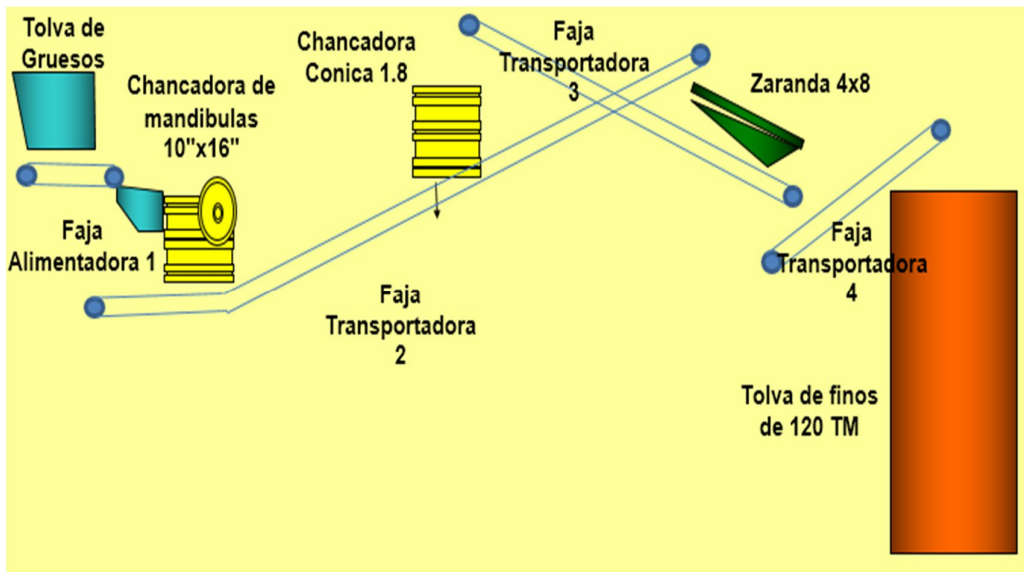 Tolva de
Gruesos
Chancadora de
mandibulas
10"x16"
Chancadora
Conica 1.8
Faja
Transportadora
3
Zaranda 4x8
Faja
Alimentadora 1
Faja
Transportadora
2
Faja
Transportadora
4
Tolva de finos
de 120 TM